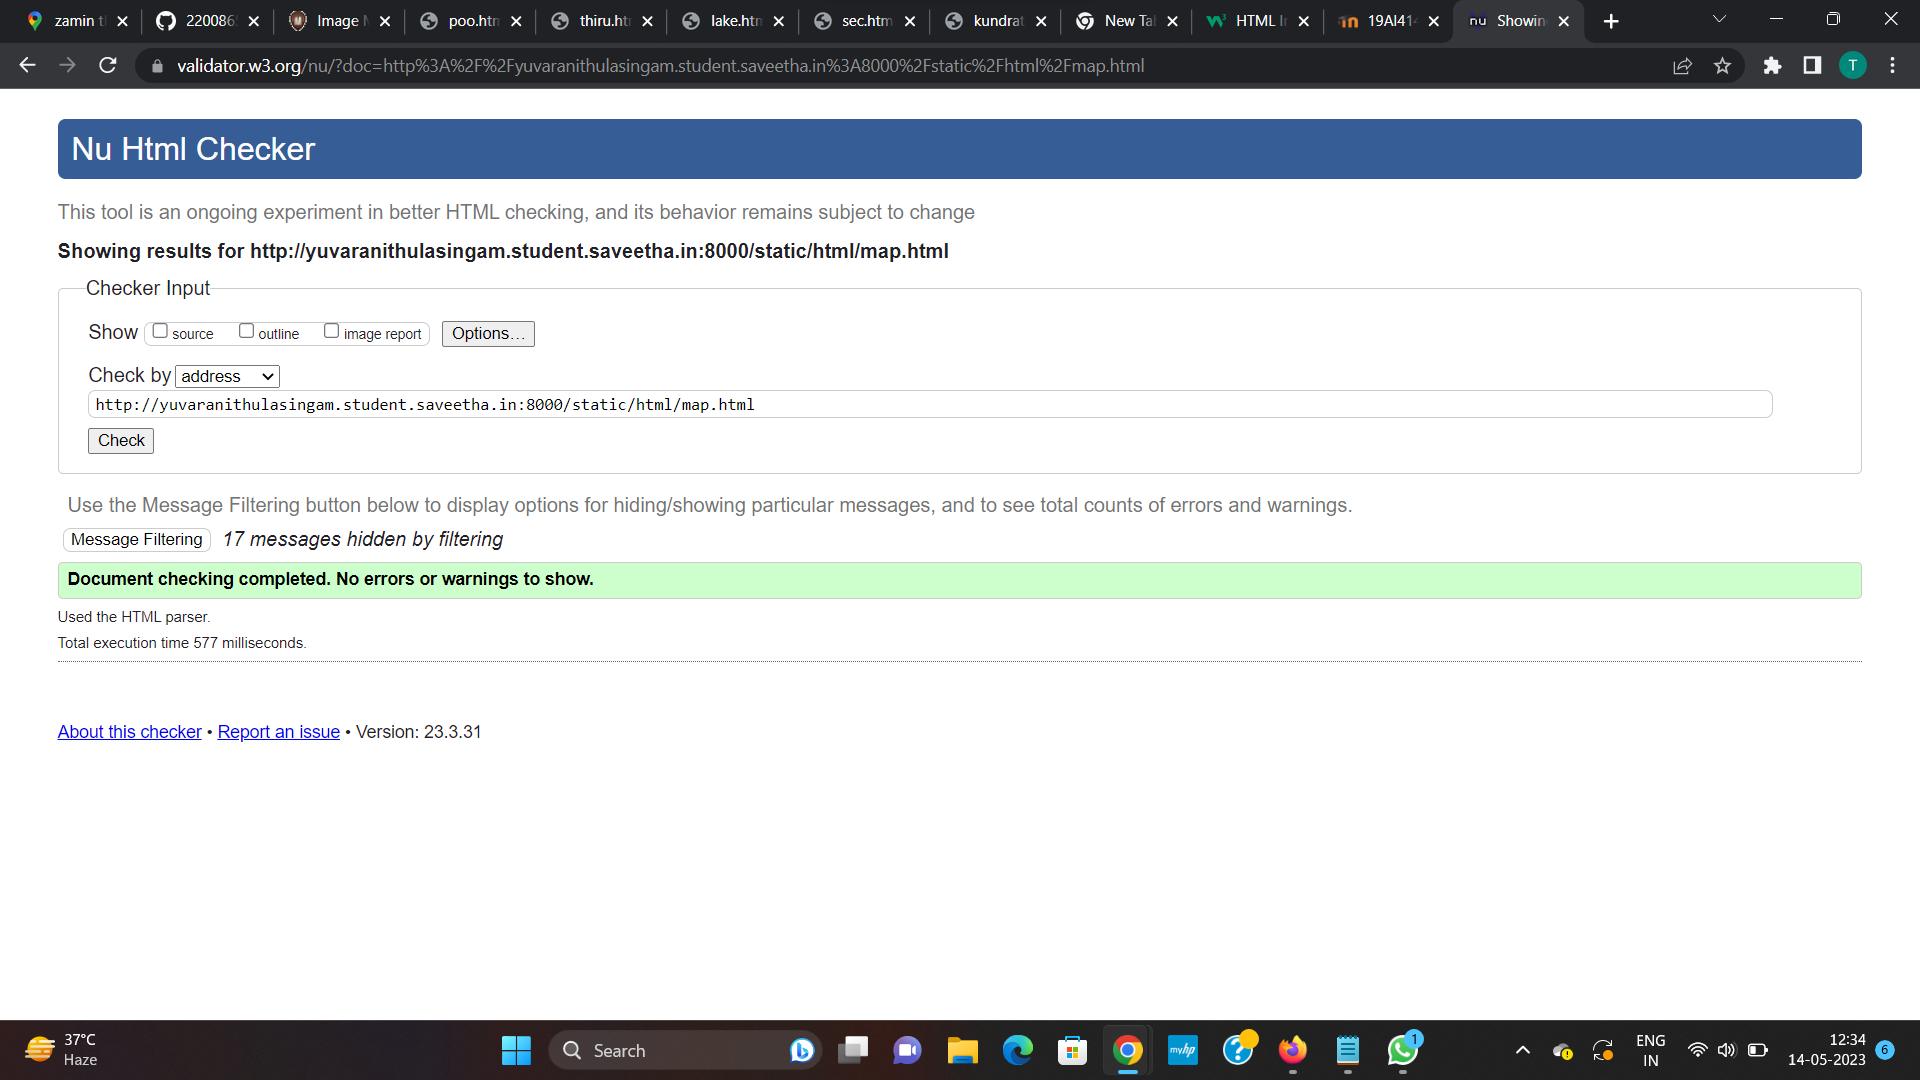 zamin t
220086
Image M
poo.htm
thiru.ht
lake.htm
sec.htm
kundrat
New Tab
HTML I
19AI414
Showin
validator.w3.org/nu/?doc=http%3A%2F%2Fyuvaranithulasingam.student.saveetha.in%3A8000%2Fstatic%2Fhtml%2Fmap.html
T
Nu Html Checker
This tool is an ongoing experiment in better HTML checking, and its behavior remains subject to change
Showing results for http://yuvaranithulasingam.student.saveetha.in:8000/static/html/map.html
Checker Input
Show source outline image report Options...
Check by address
http://yuvaranithulasingam.student.saveetha.in:8000/static/html/map.html
Check
Use the Message Filtering button below to display options for hiding/showing particular messages, and to see total counts of errors and warnings.
Message Filtering 17 messages hidden by filtering
Document checking completed. No errors or warnings to show.
Used the HTML parser.
Total execution time 577 milliseconds.
About this checker • Report an issue • Version: 23.3.31
37°C
Haze
Search
myhp
1
ENG
IN
12:34
14-05-2023
6